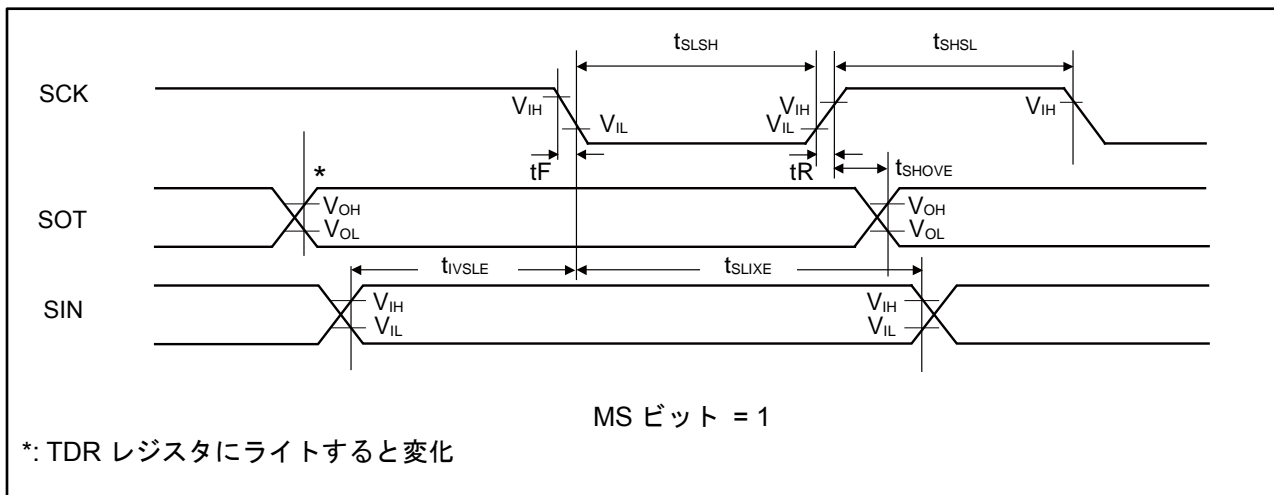 tSLSH
tSHSL
SCK
VIH
VIL
VIL
VIH
VIH
tF
tR
tSHOVE
*
SOT
VOH
VOL
VOH
VOL
tIVSLE
tSLIXE
SIN
VIH
VIL
VIH
VIL
MS ビット = 1
*: TDR レジスタにライトすると変化